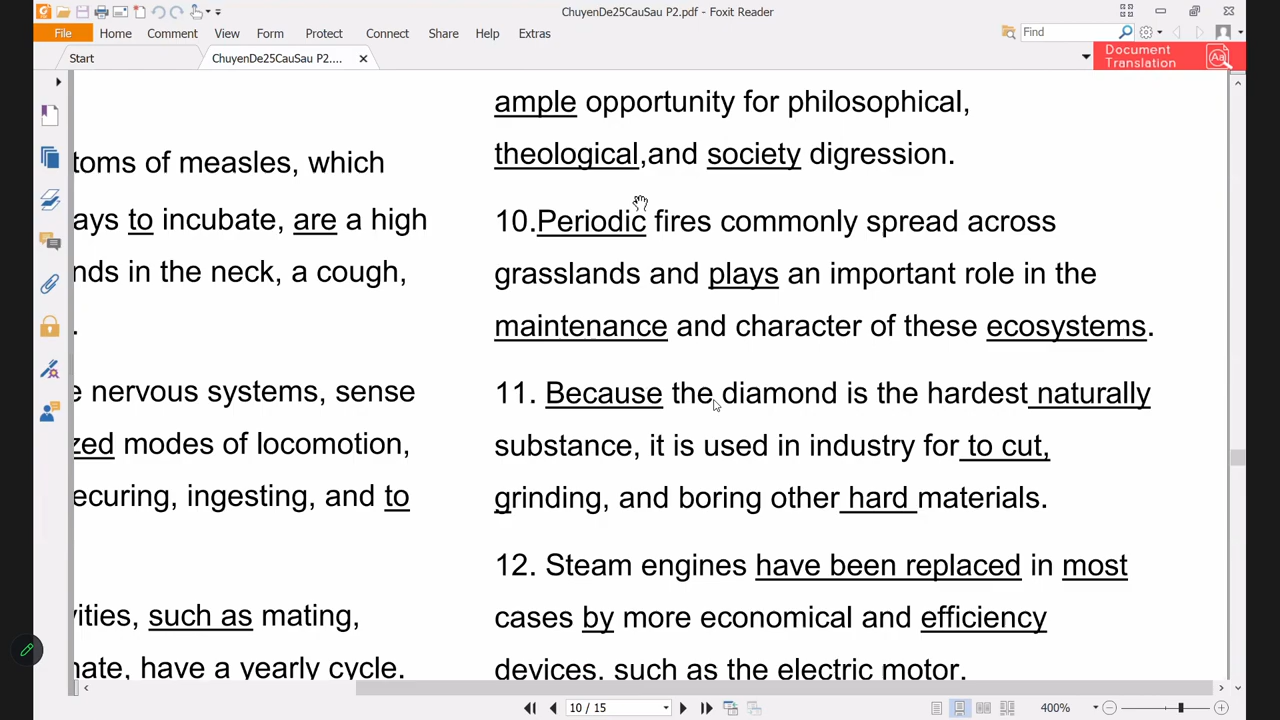 ChuyenDe25CauSau P2.pdf - Foxit Reader
File Home Comment View Form Protect Connect Share Help Extras
Find
Document
Translation
Start
ChuyenDe25CauSau P2....
toms of measles, which
ays to incubate, are a high
nds in the neck, a cough,
.
e nervous systems, sense
zed modes of locomotion,
ecuring, ingesting, and to
vities, such as mating,
nate, have a yearly cycle.
ample opportunity for philosophical,
theological,and society digression.
10.Periodic fires commonly spread across
grasslands and plays an important role in the
maintenance and character of these ecosystems.
11. Because the diamond is the hardest naturally
substance, it is used in industry for to cut,
grinding, and boring other hard materials.
12. Steam engines have been replaced in most
cases by more economical and efficiency
devices, such as the electric motor.
10 / 15
400%